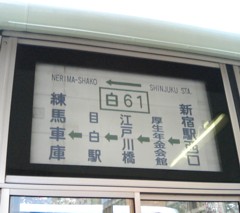 NERIMA-SHAKO ← SHINJUKU STA.
白61
新宿駅西口
厚生年金会館
江戸川橋
目白駅
練馬車庫